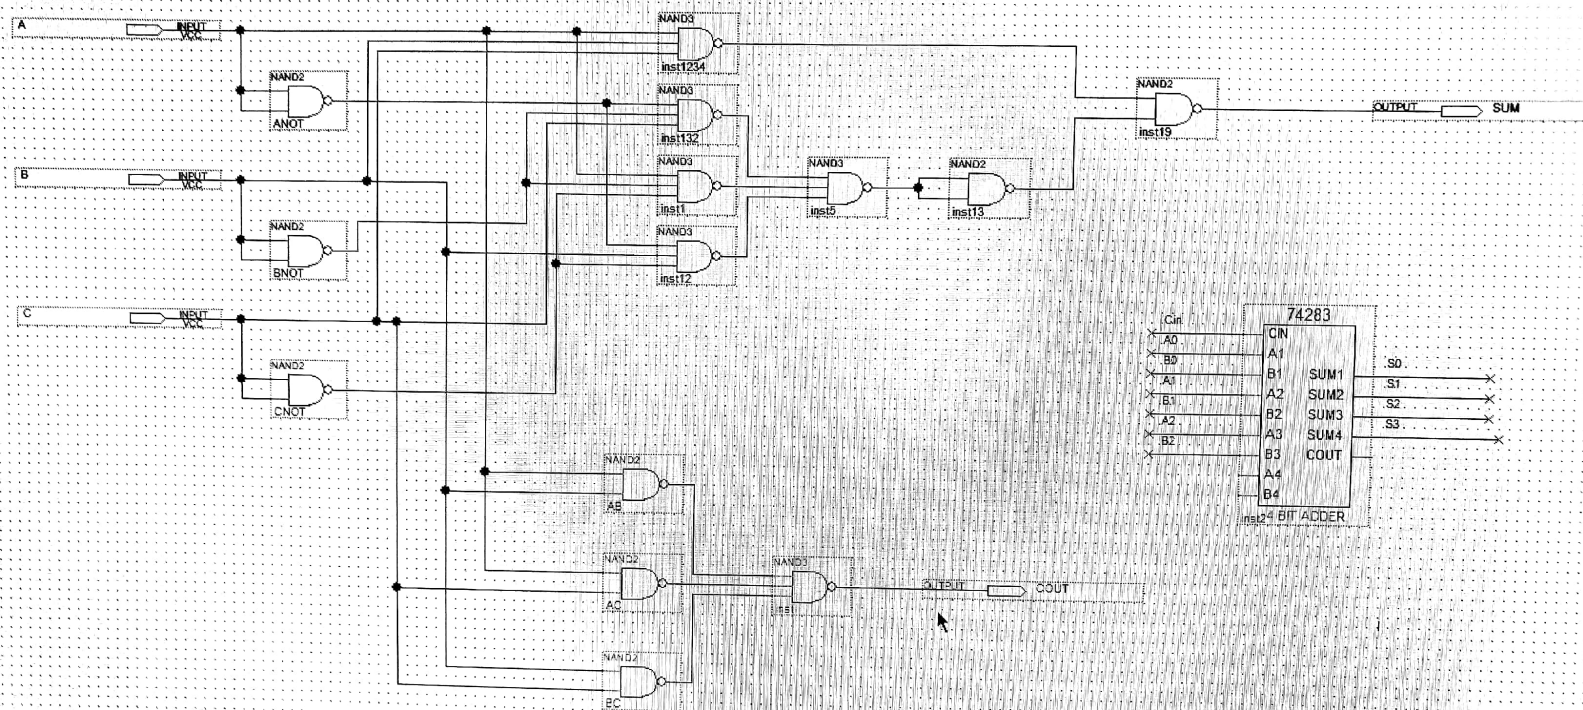 A
INPUT
VCC
NAND2
ANOT
B
INPUT
VCC
NAND2
BNOT
C
INPUT
VCC
NAND2
CNOT
NAND3
inst1234
NAND3
inst132
NAND3
inst1
NAND3
inst12
NAND3
inst5
NAND2
inst13
NAND2
inst19
OUTPUT
SUM
NAND2
AB
NAND2
AC
NAND2
BC
NAND3
OUTPUT
COUT
74283
Cin
A0
B0
A1
B1
A2
B2
CIN
A1
B1
A2
B2
A3
B3
A4
B4
SUM1
SUM2
SUM3
SUM4
COUT
S0
S1
S2
S3
inst2
4 BIT ADDER